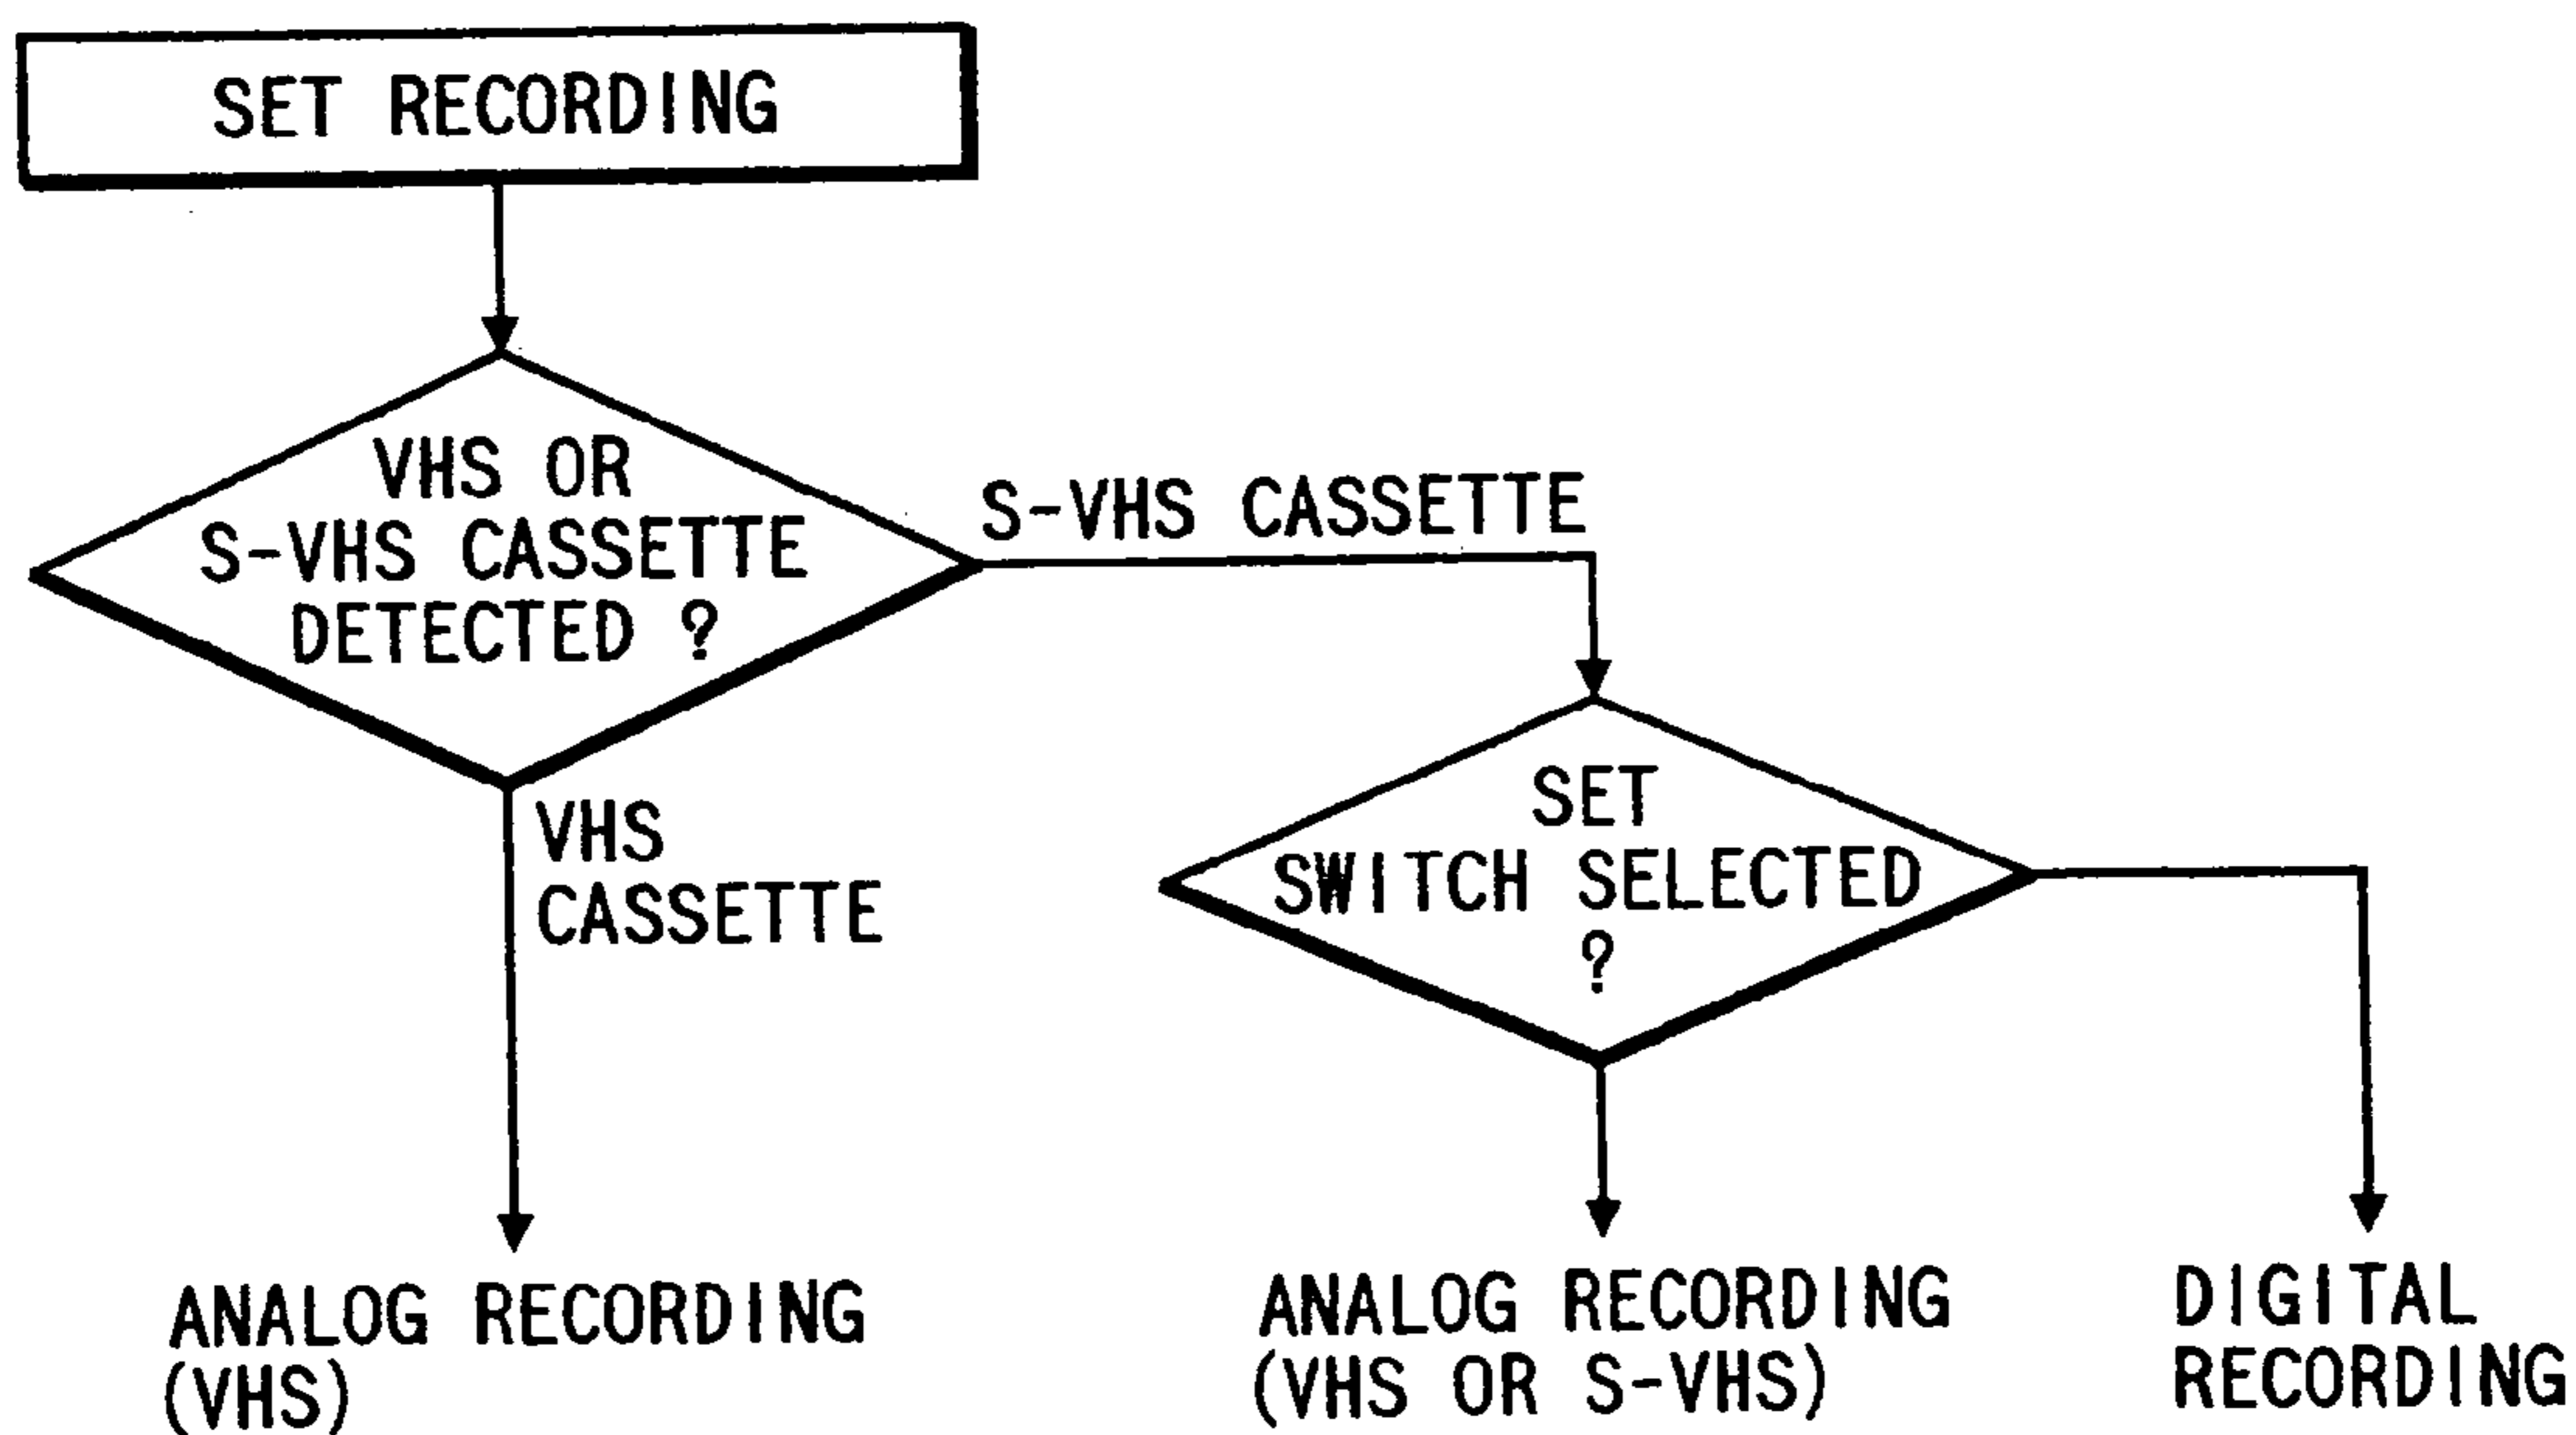 SET RECORDING
VHS OR
S-VHS CASSETTE
DETECTED ?
S-VHS CASSETTE
VHS
CASSETTE
SET
SWITCH SELECTED
?
ANALOG RECORDING
(VHS)
ANALOG RECORDING
(VHS OR S-VHS)
DIGITAL
RECORDING